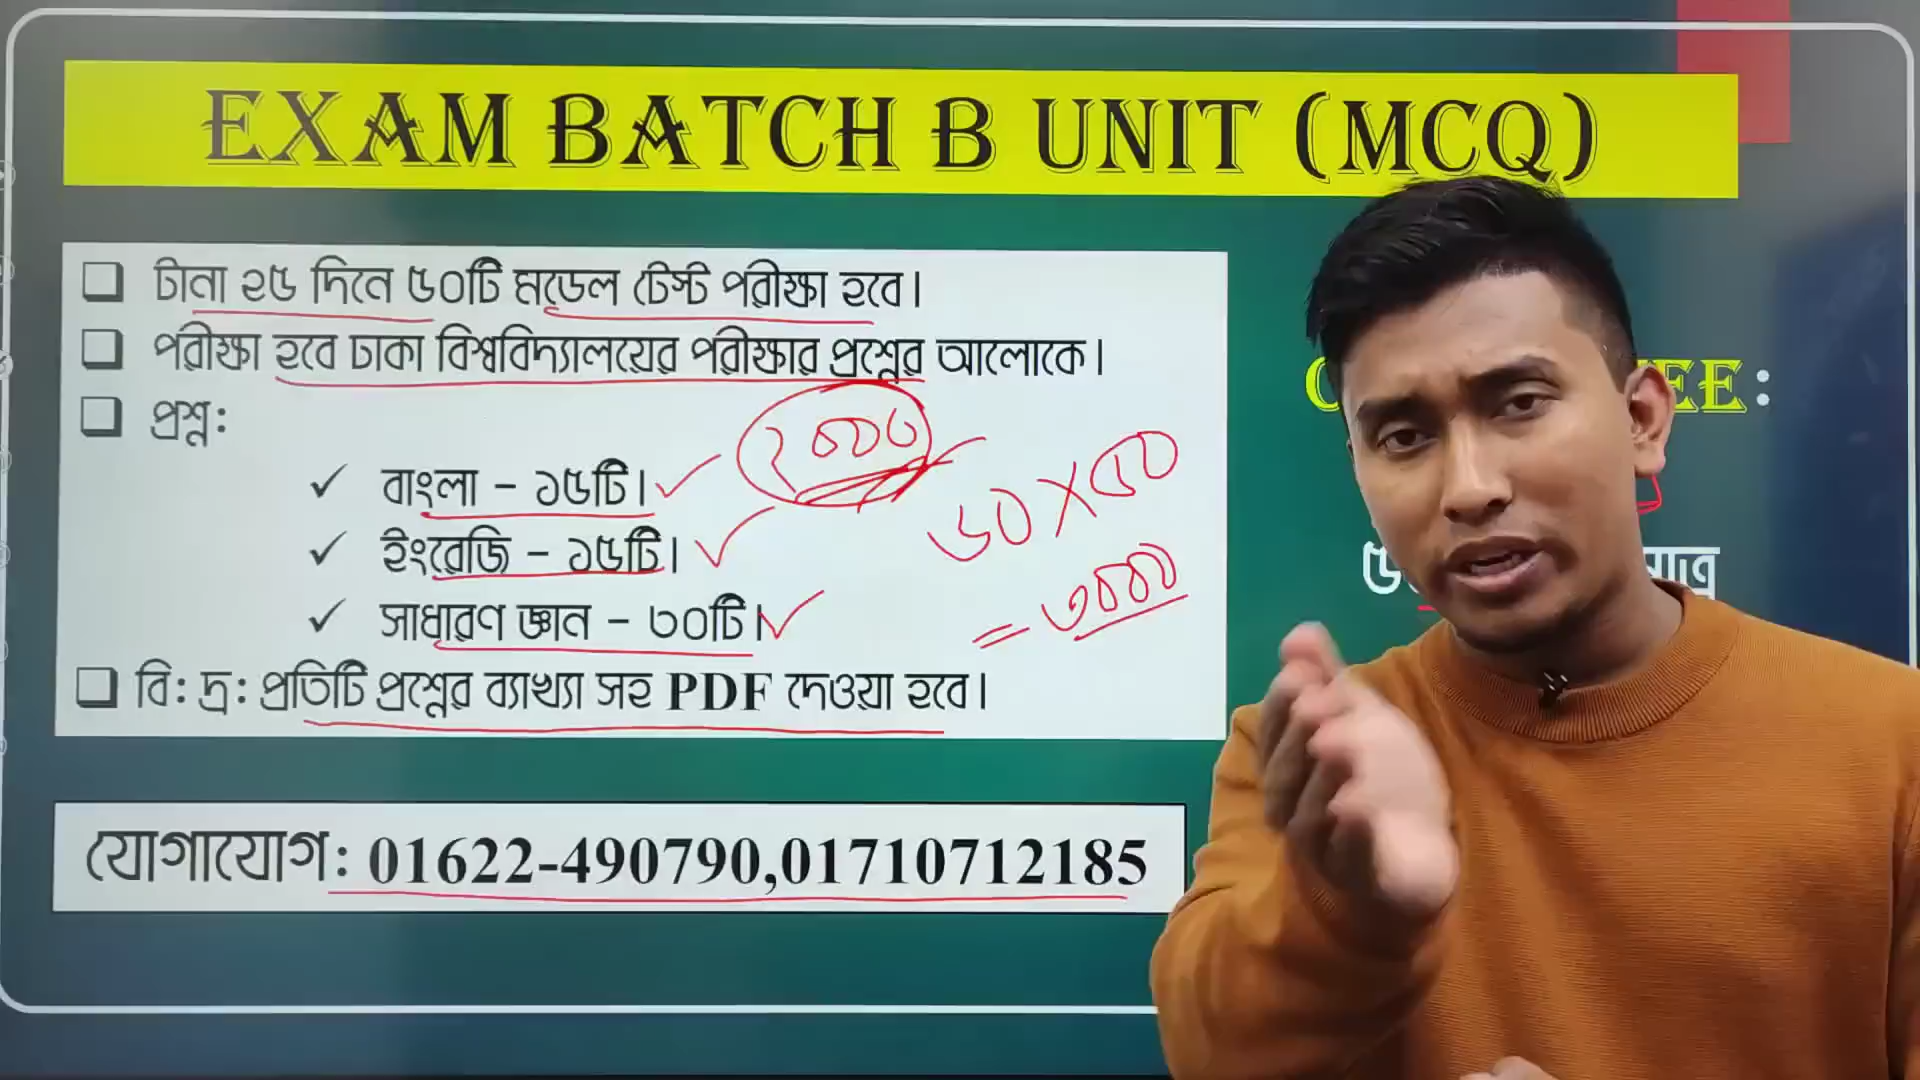 EXAM BATCH B UNIT (MCQ)
টানা ২৫ দিনে ৫০টি মডেল টেস্ট পরীক্ষা হবে।
পরীক্ষা হবে ঢাকা বিশ্ববিদ্যালয়ের পরীক্ষার প্রশ্নের আলোকে।
প্রশ্ন:
✓ বাংলা – ১৫টি।
✓ ইংরেজি – ১৫টি।
✓ সাধারণ জ্ঞান – ৩০টি।
৬০ X ৫০
= ৩০০০
বি: দ্র: প্রতিটি প্রশ্নের ব্যাখ্যা সহ PDF দেওয়া হবে।
যোগাযোগ: 01622-490790,01710712185